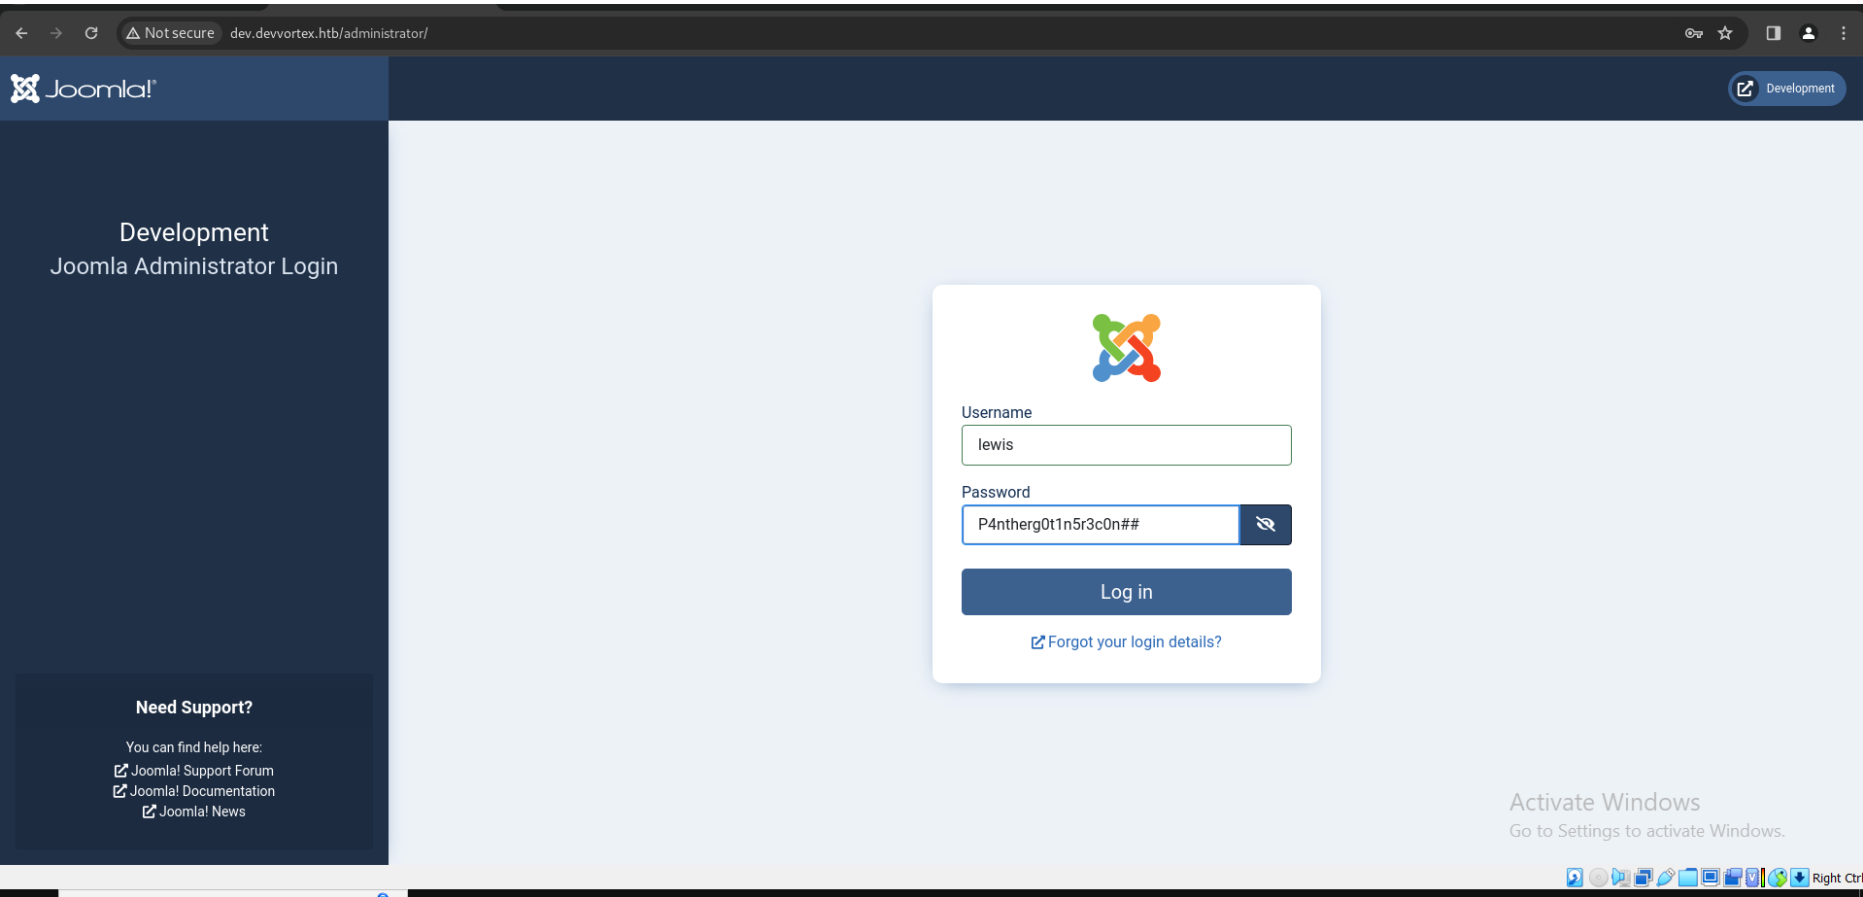 Not secure dev.devvortex.htb/administrator/
Joomla!®
Development
Development
Joomla Administrator Login
Username
lewis
Password
P4ntherg0t1n5r3c0n##
Log in
Forgot your login details?
Need Support?
You can find help here:
Joomla! Support Forum
Joomla! Documentation
Joomla! News
Activate Windows
Go to Settings to activate Windows.
Right Ctrl